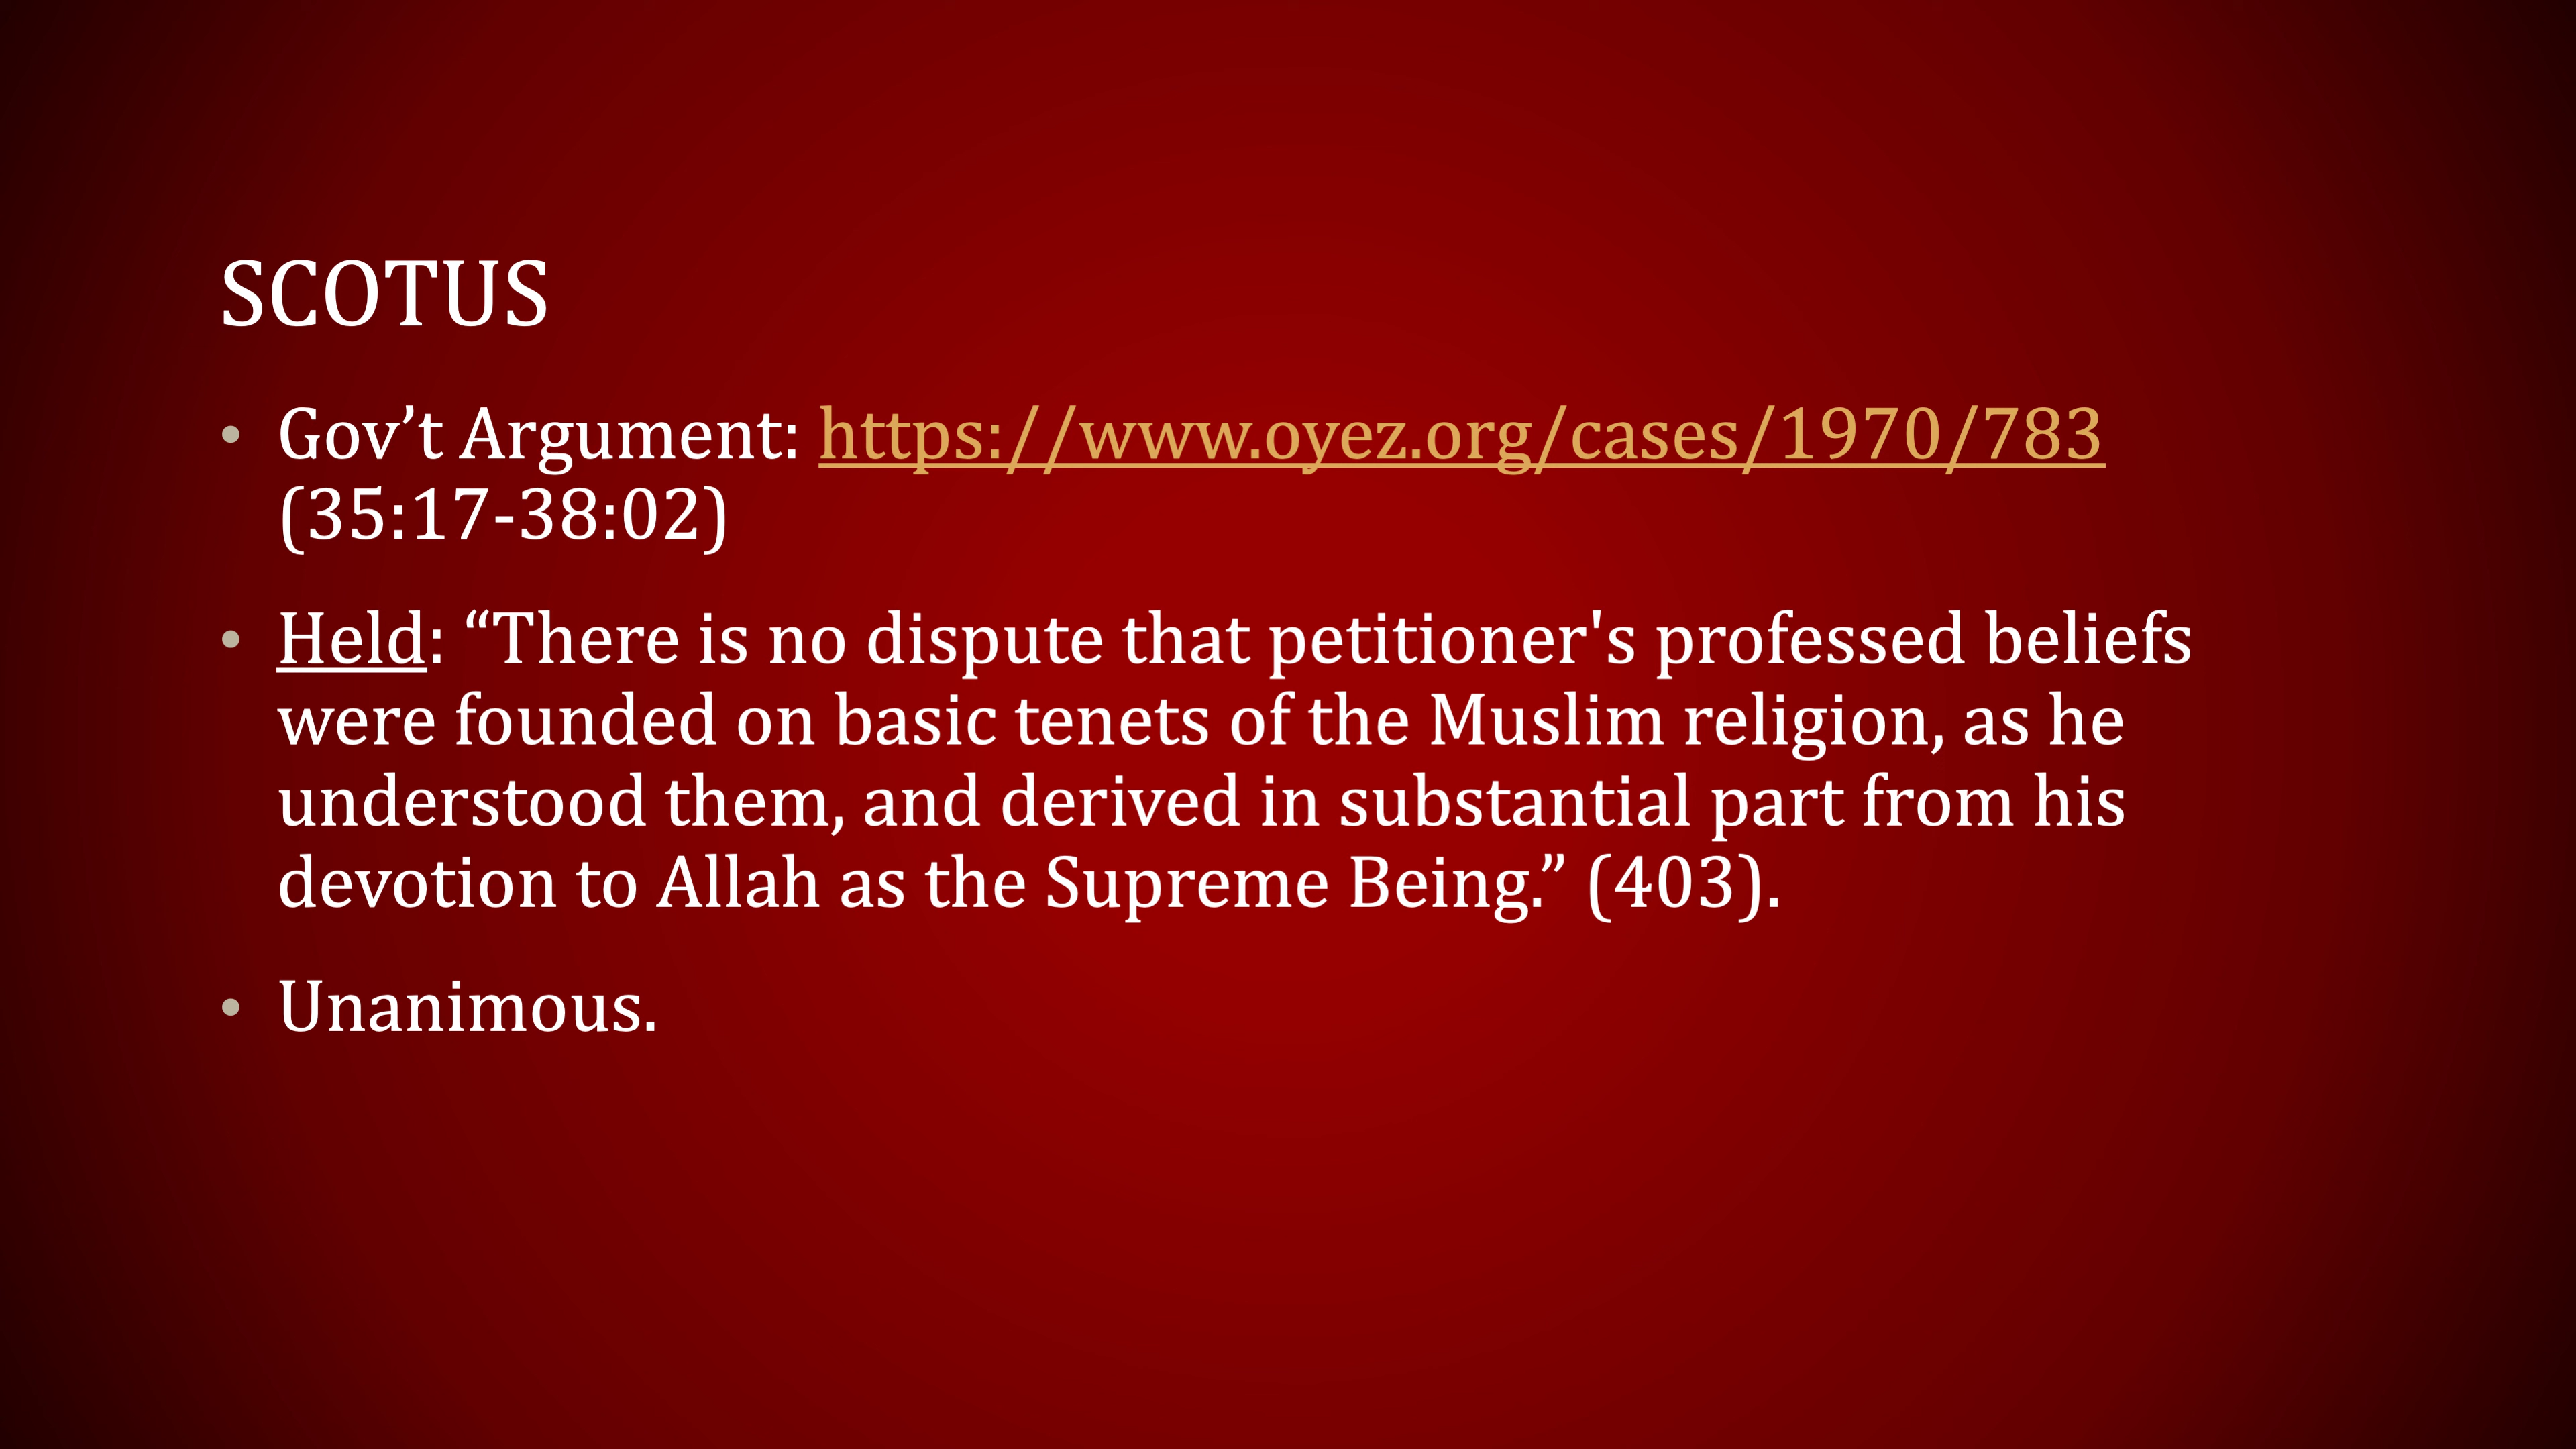 SCOTUS
• Gov’t Argument: https://www.oyez.org/cases/1970/783
(35:17-38:02)
• Held: “There is no dispute that petitioner's professed beliefs
were founded on basic tenets of the Muslim religion, as he
understood them, and derived in substantial part from his
devotion to Allah as the Supreme Being.” (403).
• Unanimous.